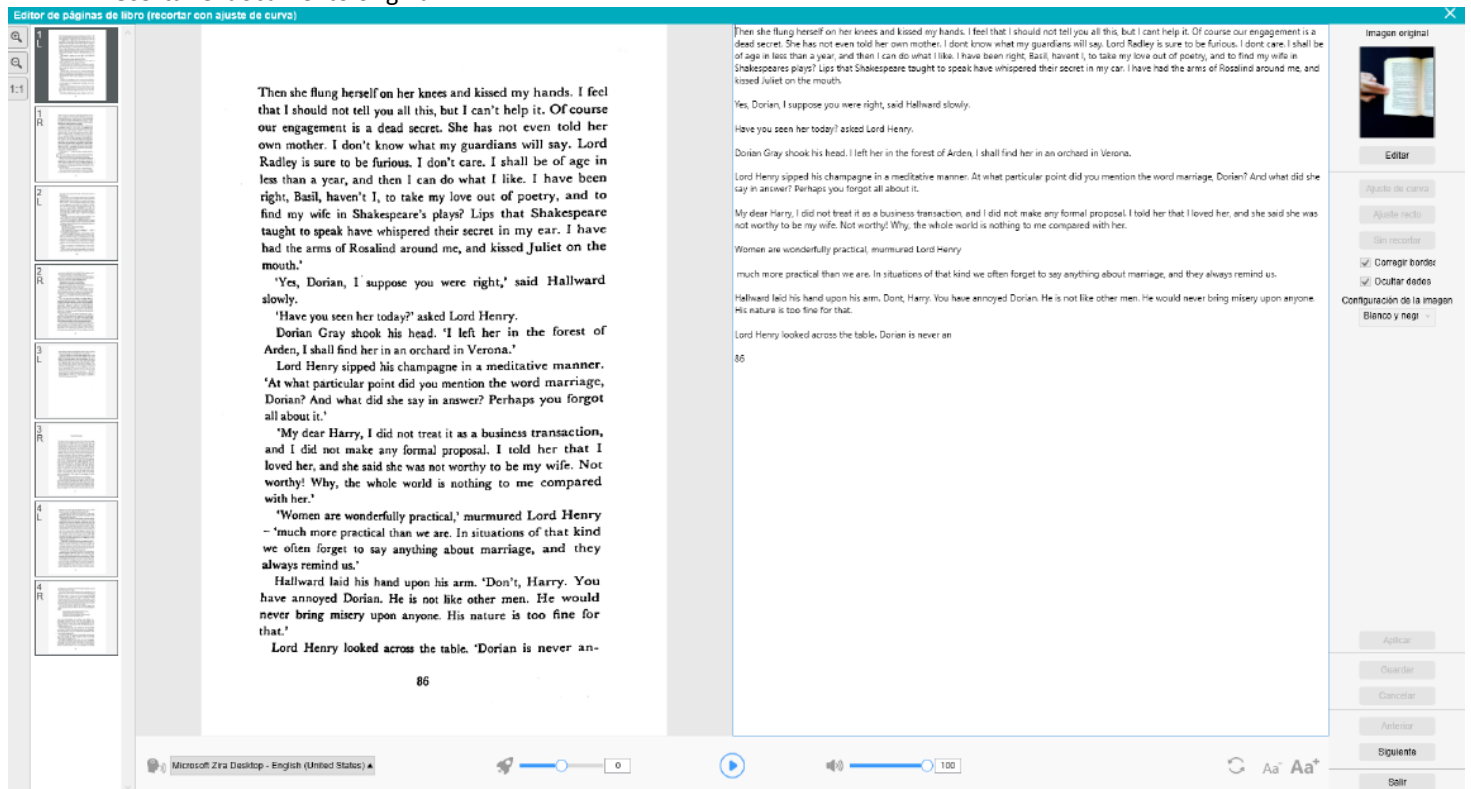 Editor de páginas de libro (recortar con ajuste de curva)
1:1
1
L
1
R
2
L
2
R
3
L
3
R
4
L
4
R
Then she flung herself on her knees and kissed my hands. I feel
that I should not tell you all this, but I can't help it. Of course
our engagement is a dead secret. She has not even told her
own mother. I don't know what my guardians will say. Lord
Radley is sure to be furious. I don't care. I shall be of age in
less than a year, and then I can do what I like. I have been
right, Basil, haven't I, to take my love out of poetry, and to
find my wife in Shakespeare's plays? Lips that Shakespeare
taught to speak have whispered their secret in my ear. I have
had the arms of Rosalind around me, and kissed Juliet on the
mouth.'
'Yes, Dorian, I suppose you were right,' said Hallward
slowly.
'Have you seen her today?' asked Lord Henry.
Dorian Gray shook his head. 'I left her in the forest of
Arden, I shall find her in an orchard in Verona.'
Lord Henry sipped his champagne in a meditative manner.
'At what particular point did you mention the word marriage,
Dorian? And what did she say in answer? Perhaps you forgot
all about it.'
'My dear Harry, I did not treat it as a business transaction,
and I did not make any formal proposal. I told her that I
loved her, and she said she was not worthy to be my wife. Not
worthy! Why, the whole world is nothing to me compared
with her.'
'Women are wonderfully practical,' murmured Lord Henry
– 'much more practical than we are. In situations of that kind
we often forget to say anything about marriage, and they
always remind us.'
Hallward laid his hand upon his arm. 'Don't, Harry. You
have annoyed Dorian. He is not like other men. He would
never bring misery upon anyone. His nature is too fine for
that.'
Lord Henry looked across the table. 'Dorian is never an-
86
Then she flung herself on her knees and kissed my hands. I feel that I should not tell you all this, but I cant help it. Of course our engagement is a
dead secret. She has not even told her own mother. I dont know what my guardians will say. Lord Radley is sure to be furious. I dont care. I shall be
of age in less than a year, and then I can do what I like. I have been right, Basil, havent I, to take my love out of poetry, and to find my wife in
Shakespeares plays? Lips that Shakespeare taught to speak have whispered their secret in my car. I have had the arms of Rosalind around me, and
kissed Juliet on the mouth.
Yes, Dorian, I suppose you were right, said Hallward slowly.
Have you seen her today? asked Lord Henry.
Dorian Gray shook his head. I left her in the forest of Arden, I shall find her in an orchard in Verona.
Lord Henry sipped his champagne in a meditative manner. At what particular point did you mention the word marriage, Dorian? And what did she
say in answer? Perhaps you forgot all about it.
My dear Harry, I did not treat it as a business transaction, and I did not make any formal proposal. I told her that I loved her, and she said she was
not worthy to be my wife. Not worthy! Why, the whole world is nothing to me compared with her.
Women are wonderfully practical, murmured Lord Henry
much more practical than we are. In situations of that kind we often forget to say anything about marriage, and they always remind us.
Hallward laid his hand upon his arm. Dont, Harry. You have annoyed Dorian. He is not like other men. He would never bring misery upon anyone.
His nature is too fine for that.
Lord Henry looked across the table. Dorian is never an
86
Imagen original
Editar
Ajuste de curva
Ajuste recto
Sin recortar
Corregir bordes
Ocultar dedos
Configuración de la imagen
Blanco y negr
Aplicar
Guardar
Cancelar
Anterior
Siguiente
Salir
Microsoft Zira Desktop - English (United States)
0
100
Aa-
Aa+